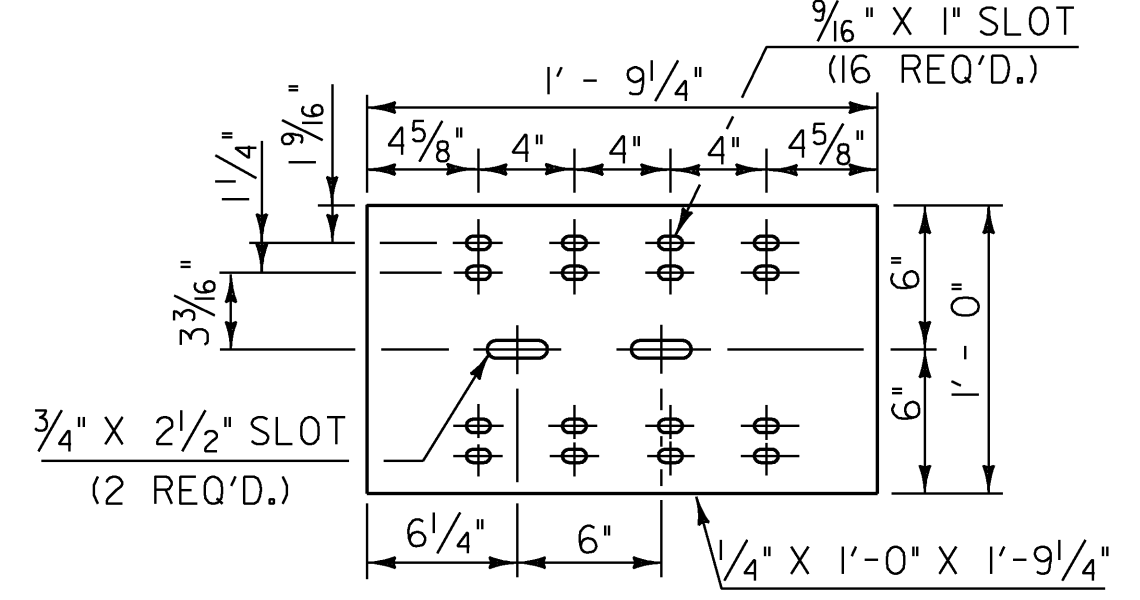 9/16" X 1" SLOT
(16 REQ'D.)
1' - 9 1/4"
4 5/8" 4" 4" 4" 4 5/8"
1 9/16"
1 1/4"
3 3/16"
6"
1' - 0"
6"
3/4" X 2 1/2" SLOT
(2 REQ'D.)
6 1/4" 6"
1/4" X 1'-0" X 1'-9 1/4"